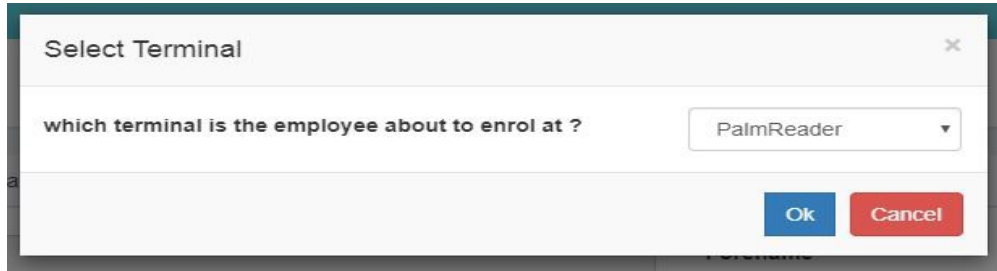 Select Terminal ×
which terminal is the employee about to enrol at ? PalmReader
Ok Cancel